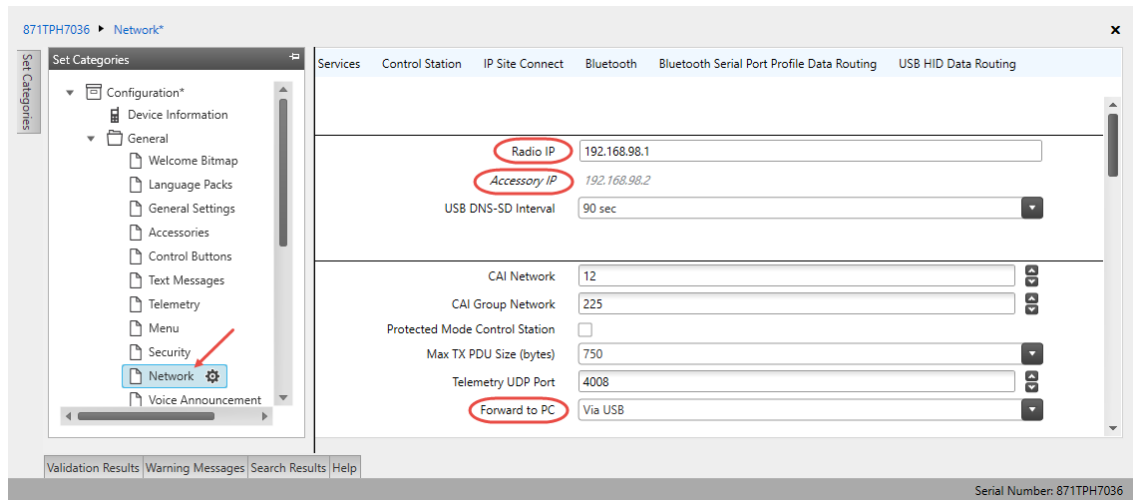 871TPH7036 ▸ Network*
x
Set Categories
Set Categories
Configuration*
Device Information
General
Welcome Bitmap
Language Packs
General Settings
Accessories
Control Buttons
Text Messages
Telemetry
Menu
Security
Network
Voice Announcement
Services Control Station IP Site Connect Bluetooth Bluetooth Serial Port Profile Data Routing USB HID Data Routing
Radio IP 192.168.98.1
Accessory IP 192.168.98.2
USB DNS-SD Interval 90 sec
CAI Network 12
CAI Group Network 225
Protected Mode Control Station
Max TX PDU Size (bytes) 750
Telemetry UDP Port 4008
Forward to PC Via USB
Validation Results Warning Messages Search Results Help
Serial Number: 871TPH7036